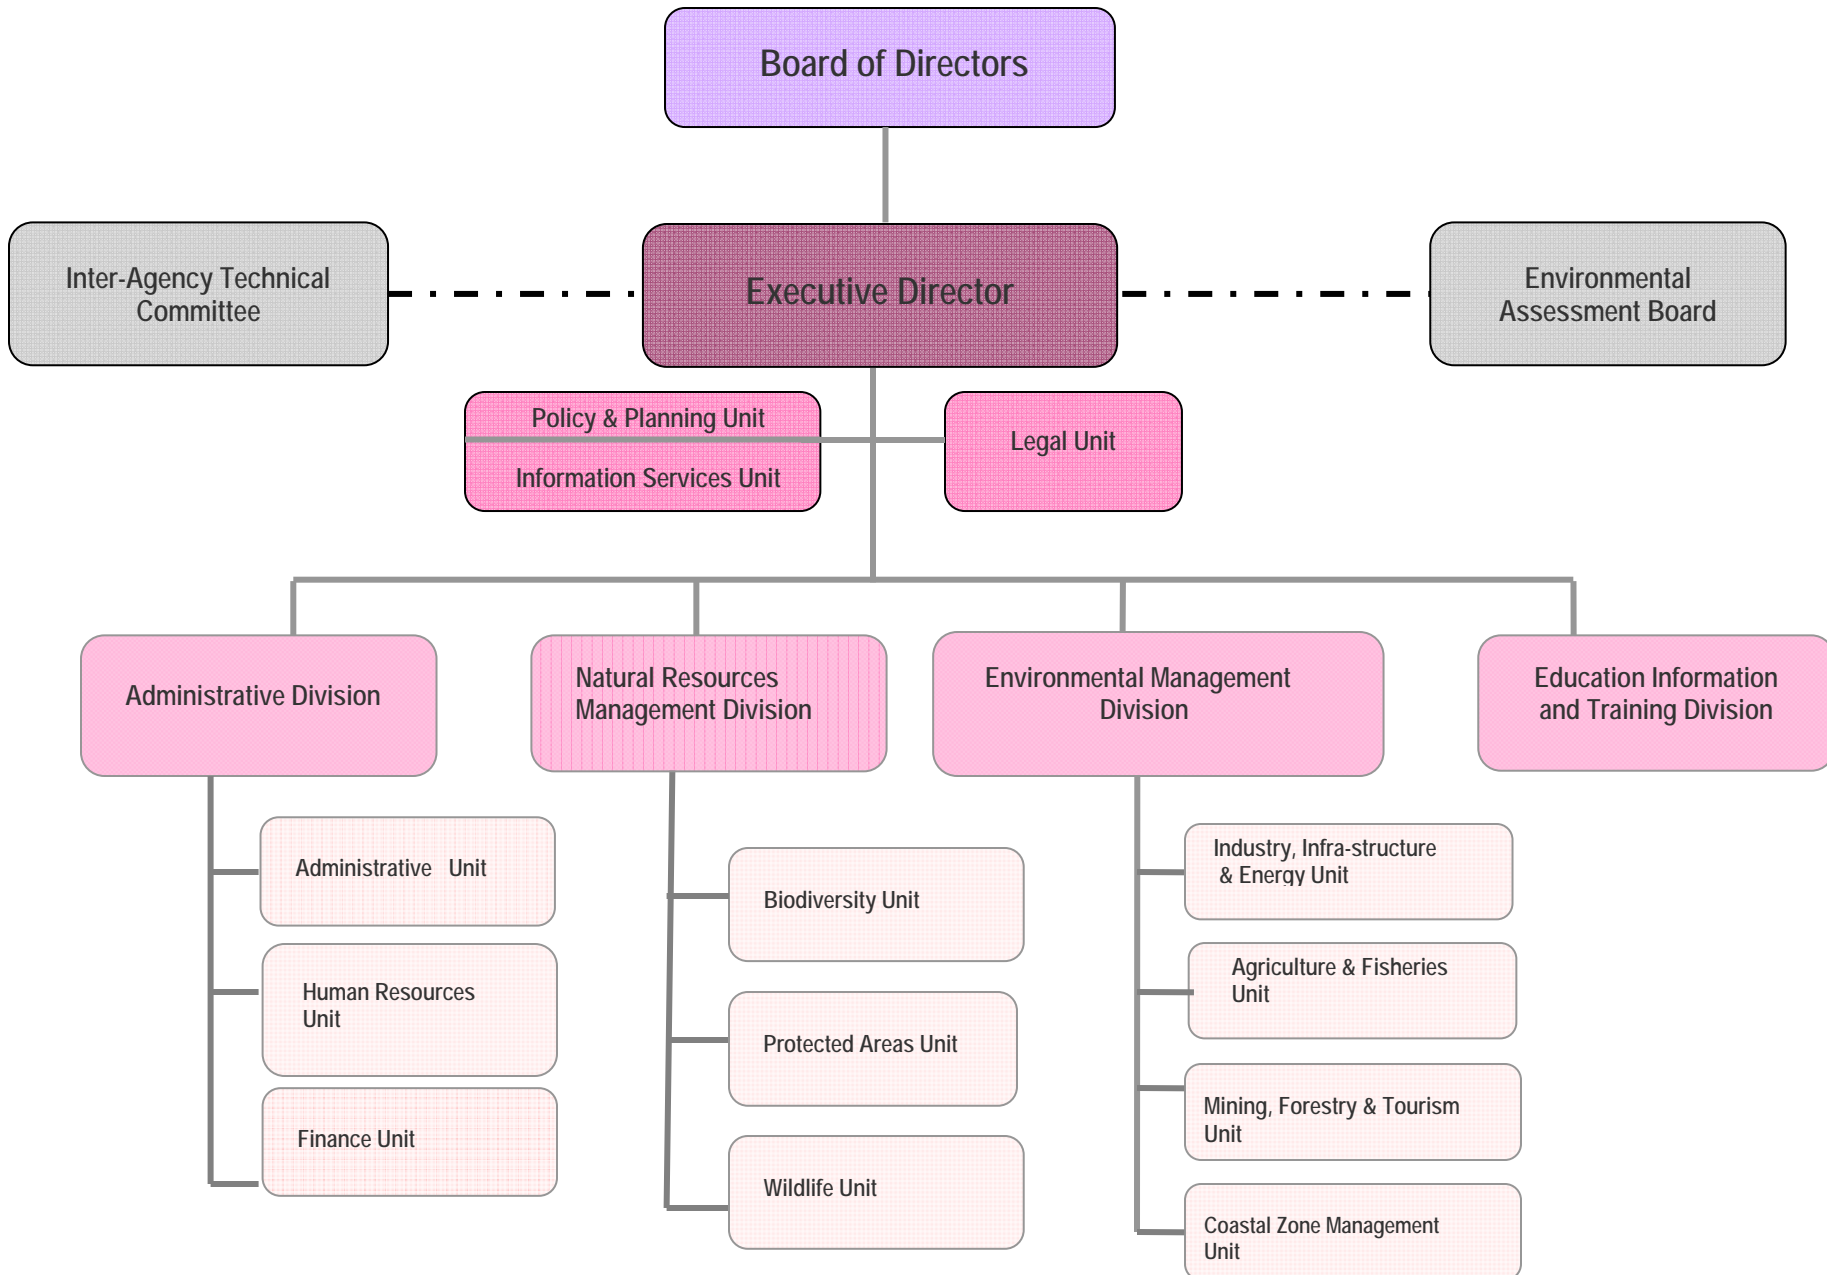 Board of Directors
Inter-Agency Technical
Committee
Executive Director
Environmental
Assessment Board
Policy & Planning Unit
Information Services Unit
Legal Unit
Administrative Division
Natural Resources
Management Division
Environmental Management
Division
Education Information
and Training Division
Administrative Unit
Human Resources
Unit
Finance Unit
Biodiversity Unit
Protected Areas Unit
Wildlife Unit
Industry, Infra-structure
& Energy Unit
Agriculture & Fisheries
Unit
Mining, Forestry & Tourism
Unit
Coastal Zone Management
Unit